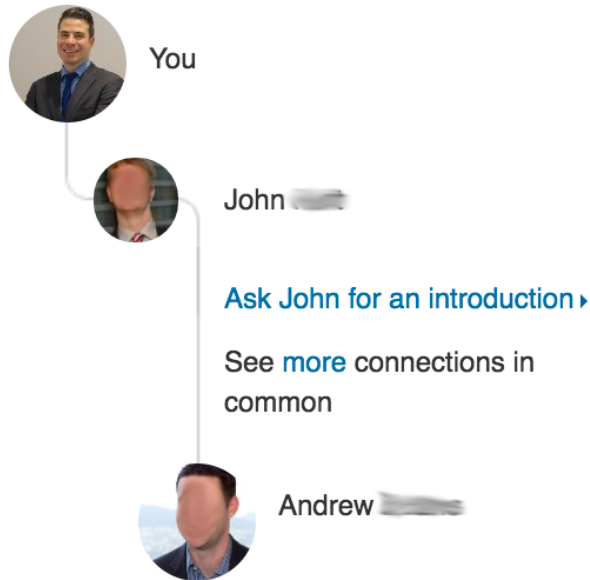 You
John
Ask John for an introduction
See more connections in
common
Andrew